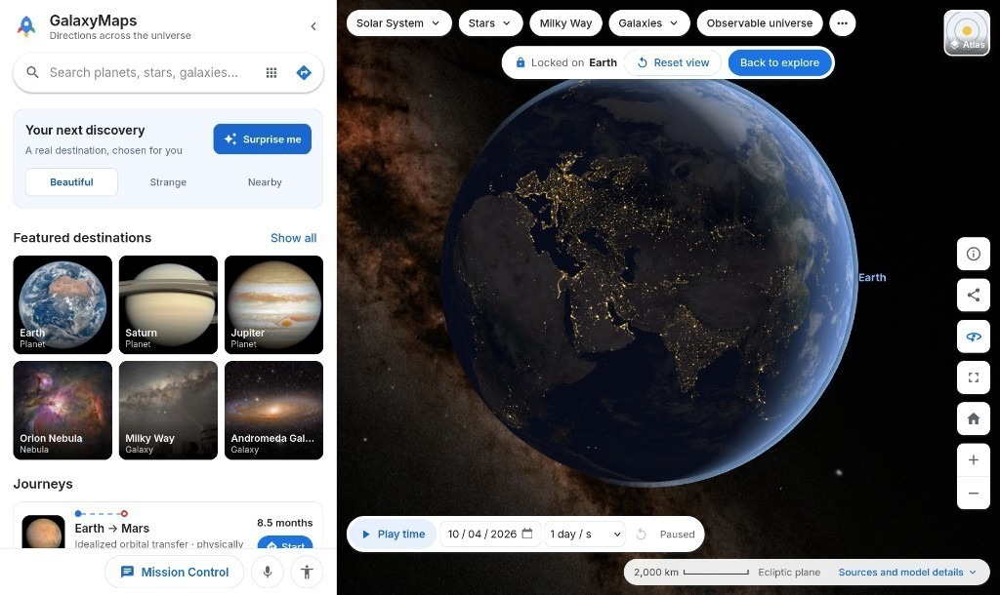 GalaxyMaps
Directions across the universe
Search planets, stars, galaxies...
Your next discovery
A real destination, chosen for you
Surprise me
Beautiful
Strange
Nearby
Featured destinations
Show all
Earth
Planet
Saturn
Planet
Jupiter
Planet
Orion Nebula
Nebula
Milky Way
Galaxy
Andromeda Gal...
Galaxy
Journeys
Earth → Mars
Idealized orbital transfer · physically
8.5 months
Start
Mission Control
Solar System
Stars
Milky Way
Galaxies
Observable universe
Atlas
Locked on Earth
Reset view
Back to explore
Earth
Play time
10 / 04 / 2026
1 day / s
Paused
2,000 km
Ecliptic plane
Sources and model details